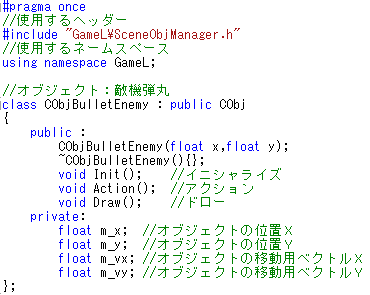 #pragma once
//使用するヘッダー
#include "GameL¥SceneObjManager.h"
//使用するネームスペース
using namespace GameL;
//オブジェクト：敵機弾丸
class CObjBulletEnemy : public CObj
{
public :
CObjBulletEnemy(float x,float y);
~CObjBulletEnemy(){};
void Init(); //イニシャライズ
void Action(); //アクション
void Draw(); //ドロー
private:
float m_x; //オブジェクトの位置X
float m_y; //オブジェクトの位置Y
float m_vx; //オブジェクトの移動用ベクトルX
float m_vy; //オブジェクトの移動用ベクトルY
};